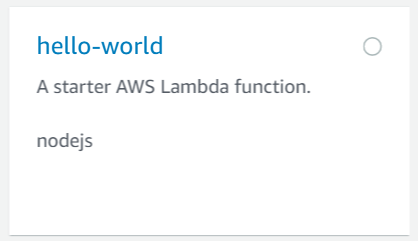 hello-world
A starter AWS Lambda function.
nodejs